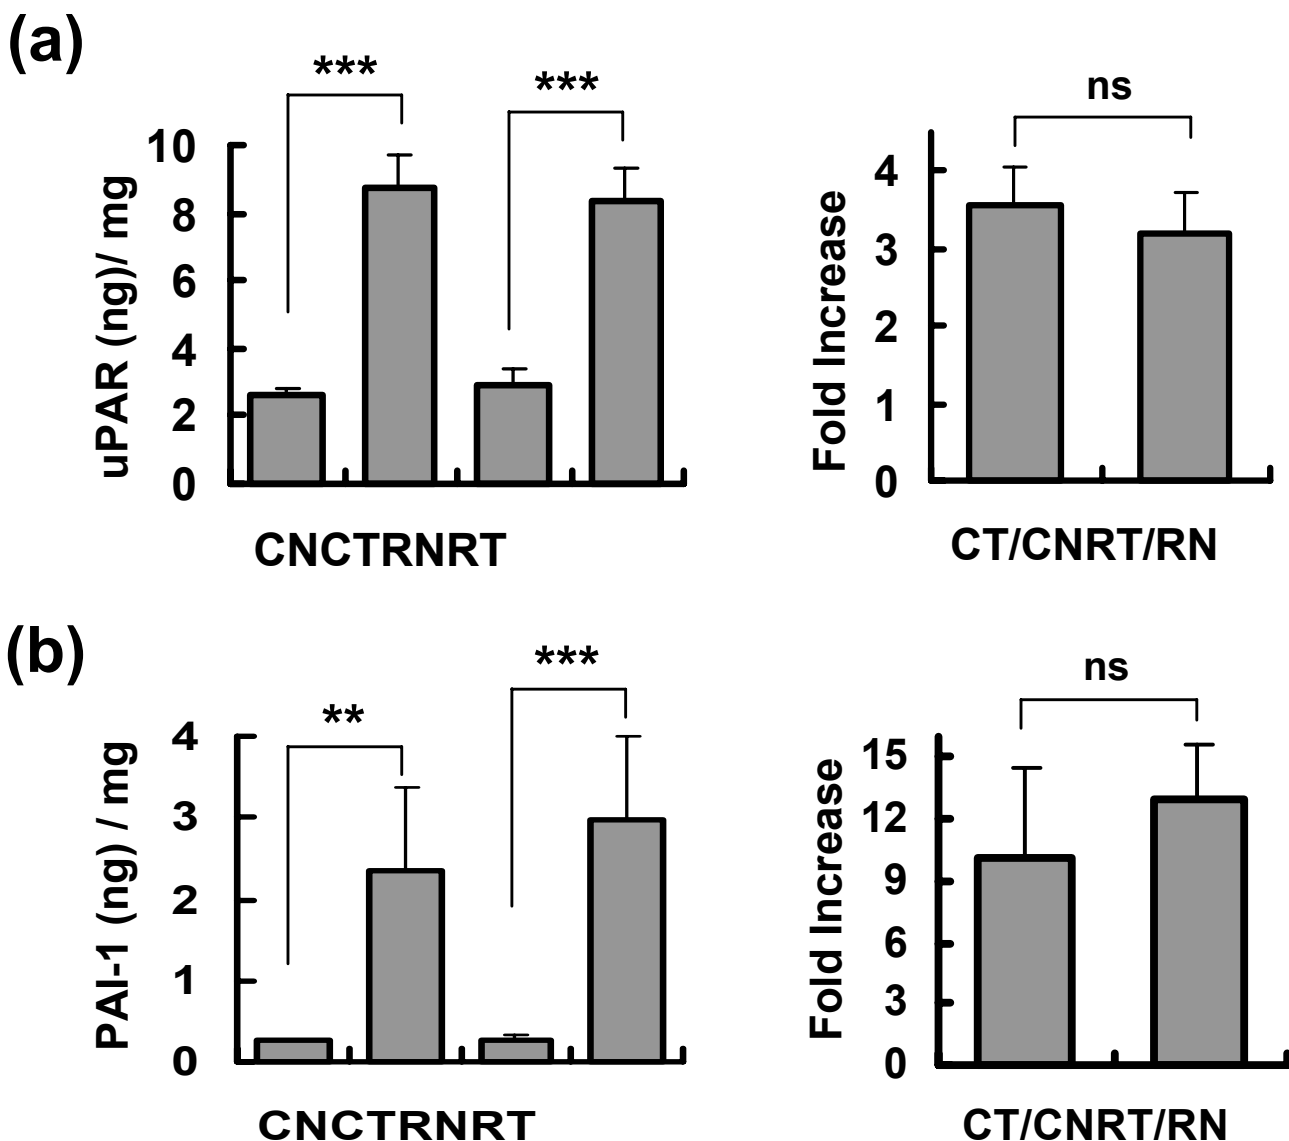 (a)
***
***
10
8
6
4
2
0
uPAR (ng)/ mg
CNCTRNRT
ns
4
3
2
1
0
Fold Increase
CT/CNRT/RN
(b)
**
***
4
3
2
1
0
PAI-1 (ng) / mg
CNCTRNRT
ns
15
12
9
6
3
0
Fold Increase
CT/CNRT/RN